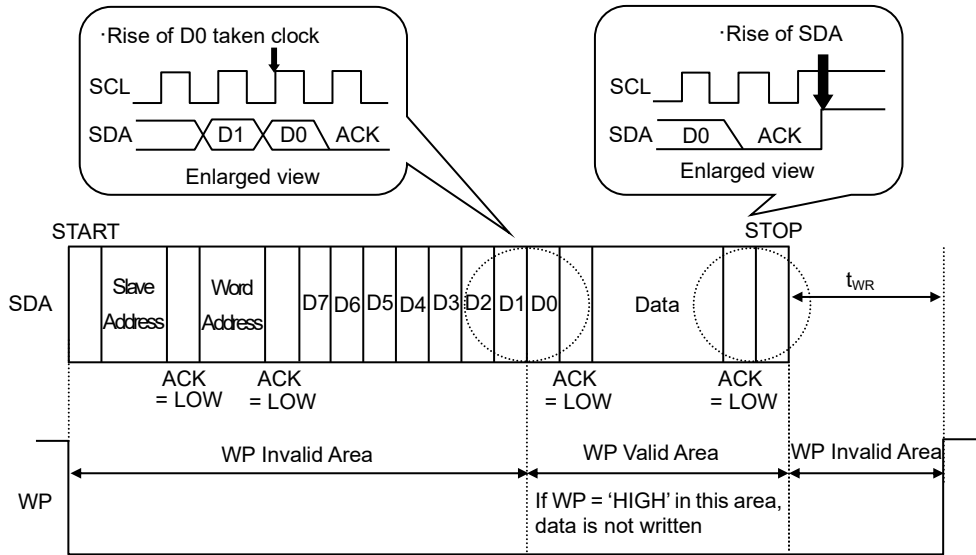 ·Rise of D0 taken clock
SCL
SDA
D1
D0
ACK
Enlarged view
·Rise of SDA
SCL
SDA
D0
ACK
Enlarged view
START
STOP
SDA
Slave
Address
Word
Address
D7
D6
D5
D4
D3
D2
D1
D0
Data
tWR
ACK
= LOW
ACK
= LOW
ACK
= LOW
ACK
= LOW
WP
WP Invalid Area
WP Valid Area
WP Invalid Area
If WP = ‘HIGH’ in this area,
data is not written